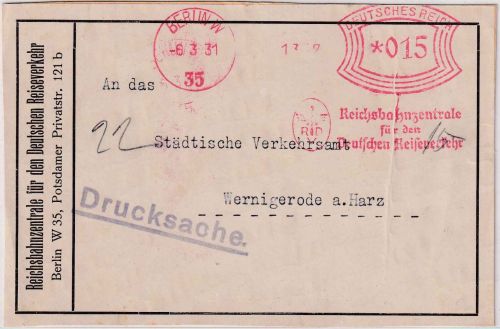 Reichsbahnzentrale für den Deutschen Reiseverkehr
Berlin W 35, Potsdamer Privatstr. 121 b
BERLIN W
-6.3.31
35
DEUTSCHES REICH
*015
Reichsbahnzentrale
für den
Deutschen Reiseverkehr
An das
22
Städtische Verkehrsamt
15
Wernigerode a.Harz
Drucksache.